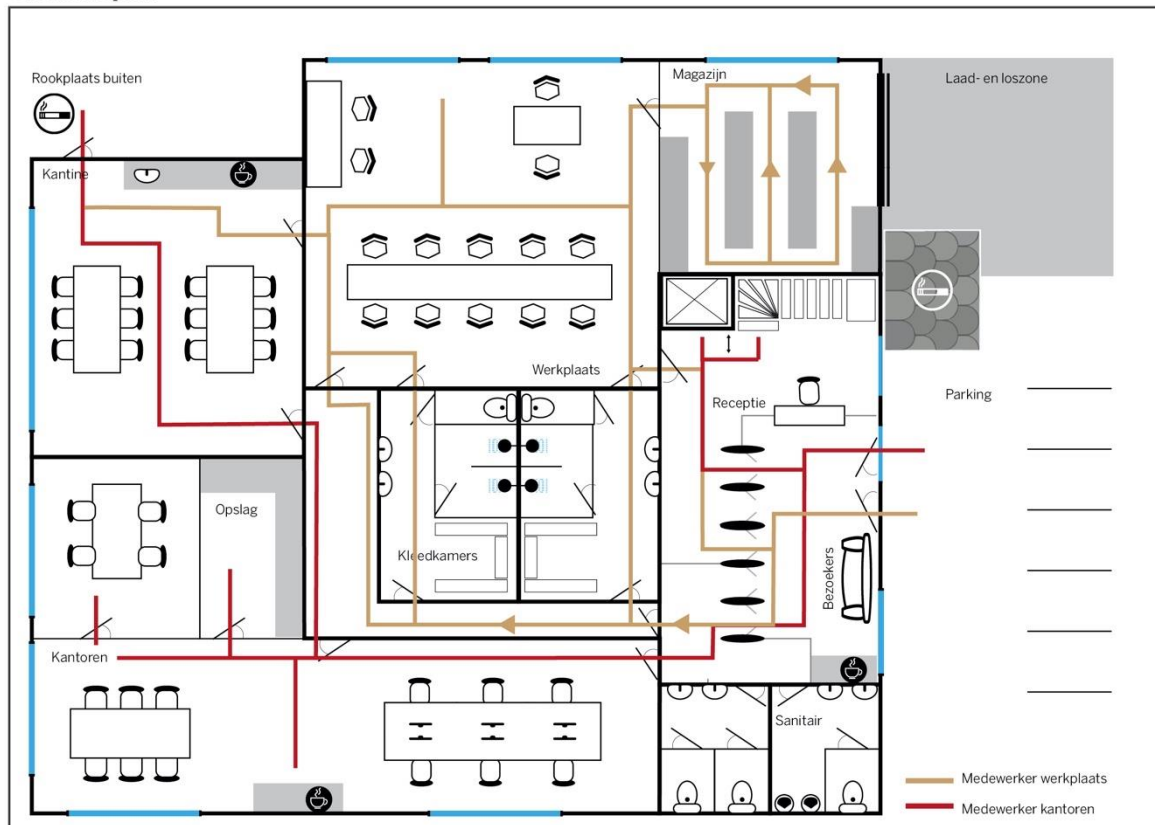 Rookplaats buiten
Magazijn
Laad- en loszone
Kantine
Werkplaats
Receptie
Parking
Opslag
Kleedkamers
Bezoekers
Kantoren
Sanitair
Medewerker werkplaats
Medewerker kantoren